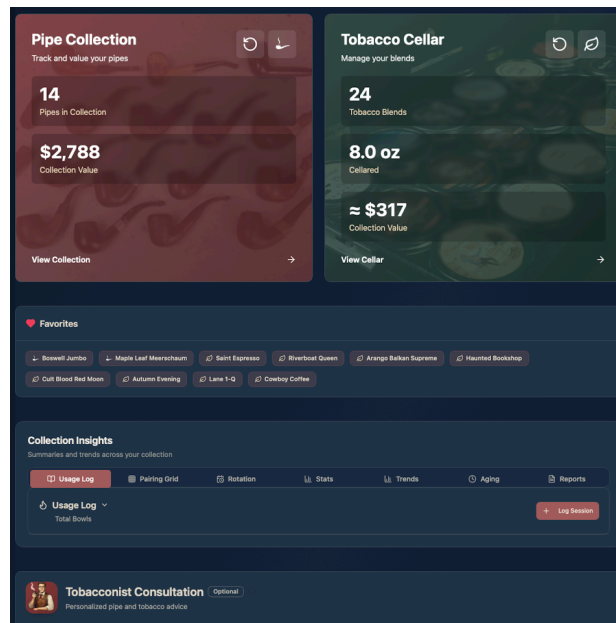 Pipe Collection
Track and value your pipes
14
Pipes in Collection
$2,788
Collection Value
View Collection →
Tobacco Cellar
Manage your blends
24
Tobacco Blends
8.0 oz
Cellared
≈ $317
Collection Value
View Cellar →
Favorites
Boswell Jumbo Maple Leaf Meerschaum Saint Espresso Riverboat Queen Arango Balkan Supreme Haunted Bookshop
Cult Blood Red Moon Autumn Evening Lane 1-Q Cowboy Coffee
Collection Insights
Summaries and trends across your collection
Usage Log Pairing Grid Rotation Stats Trends Aging Reports
Usage Log
Total Bowls
+ Log Session
Tobacconist Consultation Optional
Personalized pipe and tobacco advice